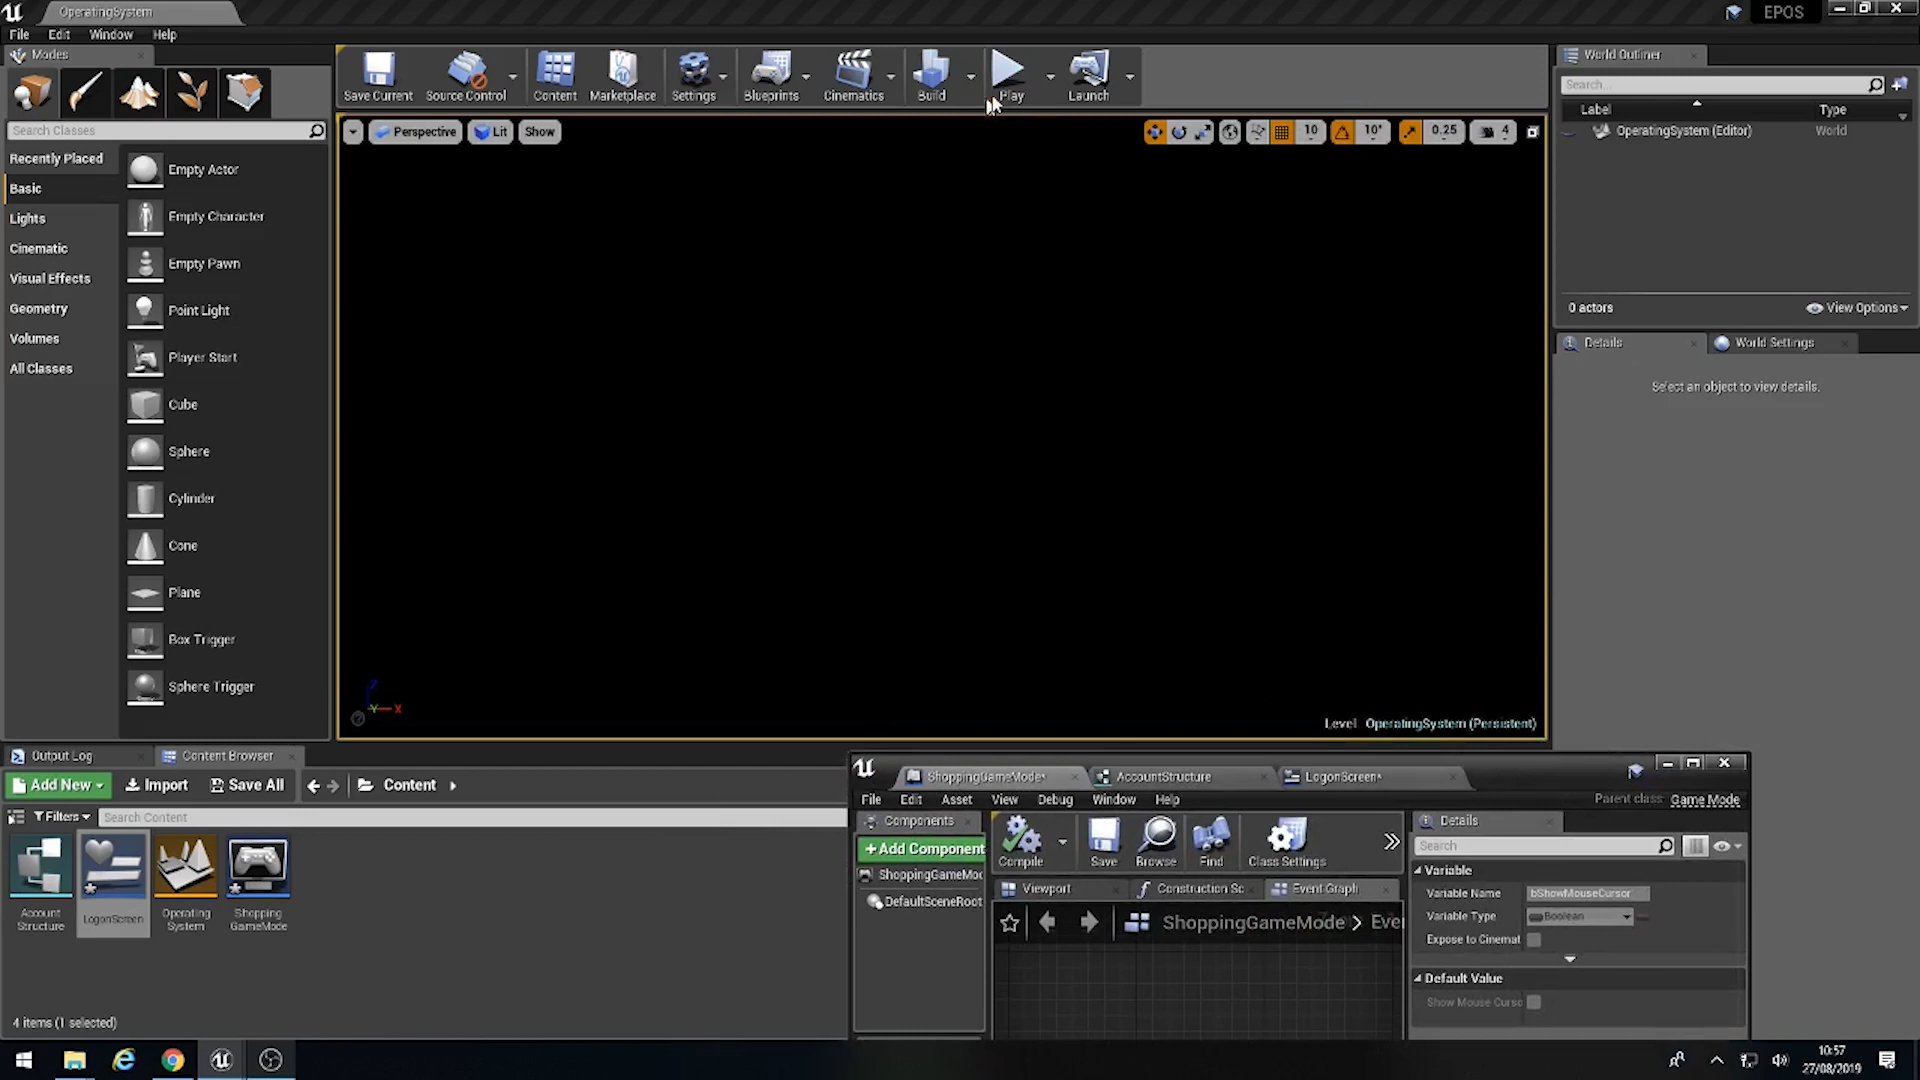 OperatingSystem
EPOS
File Edit Window Help
Modes
Search Classes
Recently Placed
Basic
Lights
Cinematic
Visual Effects
Geometry
Volumes
All Classes
Empty Actor
Empty Character
Empty Pawn
Point Light
Player Start
Cube
Sphere
Cylinder
Cone
Plane
Box Trigger
Sphere Trigger
Save Current Source Control Content Marketplace Settings Blueprints Cinematics Build Play Launch
Perspective Lit Show
10 10° 0.25 4
Z
Y X
Level OperatingSystem (Persistent)
World Outliner
Search...
Label Type
OperatingSystem (Editor) World
0 actors View Options
Details World Settings
Select an object to view details.
Output Log Content Browser
Add New Import Save All Content
Filters Search Content
Account Structure
LogonScreen
Operating System
Shopping GameMode
4 items (1 selected)
ShoppingGameMode* AccountStructure LogonScreen*
File Edit Asset View Debug Window Help
Parent class: Game Mode
Components
+Add Component
ShoppingGameMod
DefaultSceneRoot
Compile Save Browse Find Class Settings
Viewport Construction Sc Event Graph
ShoppingGameMode > Ever
Details
Search
Variable
Variable Name bShowMouseCursor
Variable Type Boolean
Expose to Cinemat
Default Value
Show Mouse Curso
10:57
27/08/2019